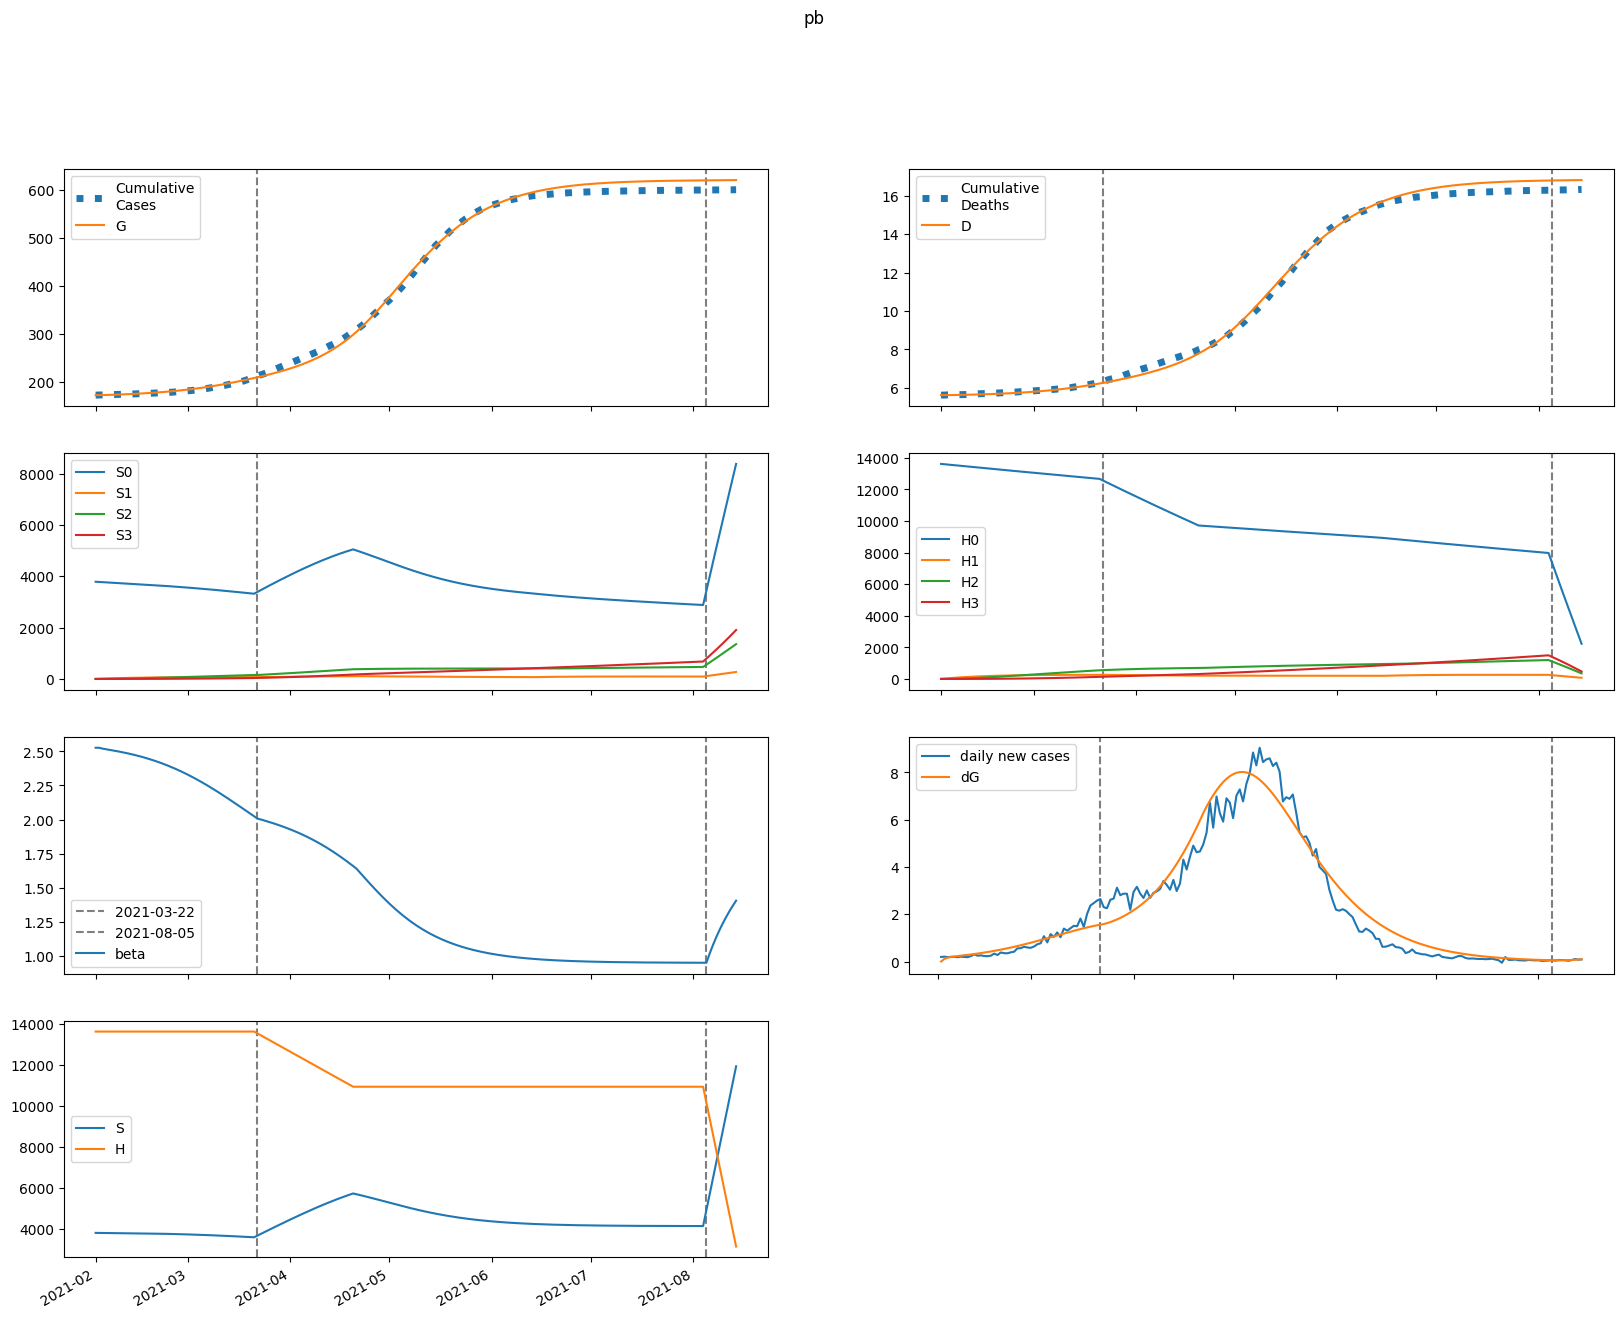 pb
Cumulative
Cases
G
600
500
400
300
200
Cumulative
Deaths
D
16
14
12
10
8
6
S0
S1
S2
S3
8000
6000
4000
2000
0
H0
H1
H2
H3
14000
12000
10000
8000
6000
4000
2000
0
2021-03-22
2021-08-05
beta
2.50
2.25
2.00
1.75
1.50
1.25
1.00
daily new cases
dG
8
6
4
2
0
S
H
14000
12000
10000
8000
6000
4000
2021-02
2021-03
2021-04
2021-05
2021-06
2021-07
2021-08